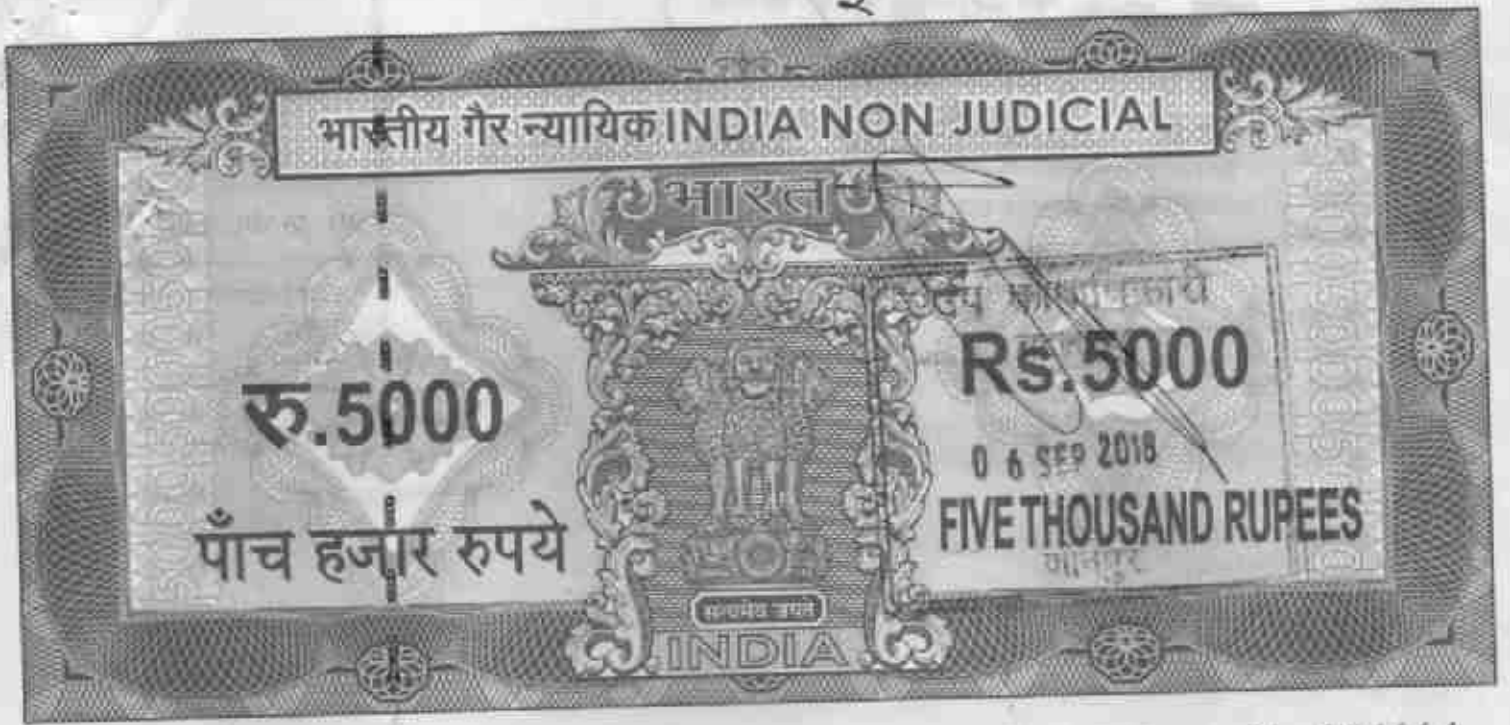 भारतीय गैर न्यायिक INDIA NON JUDICIAL
भारत
रु.5000
Rs.5000
0 6 SEP 2018
पाँच हजार रुपये
FIVE THOUSAND RUPEES
सत्यमेव जयते
INDIA